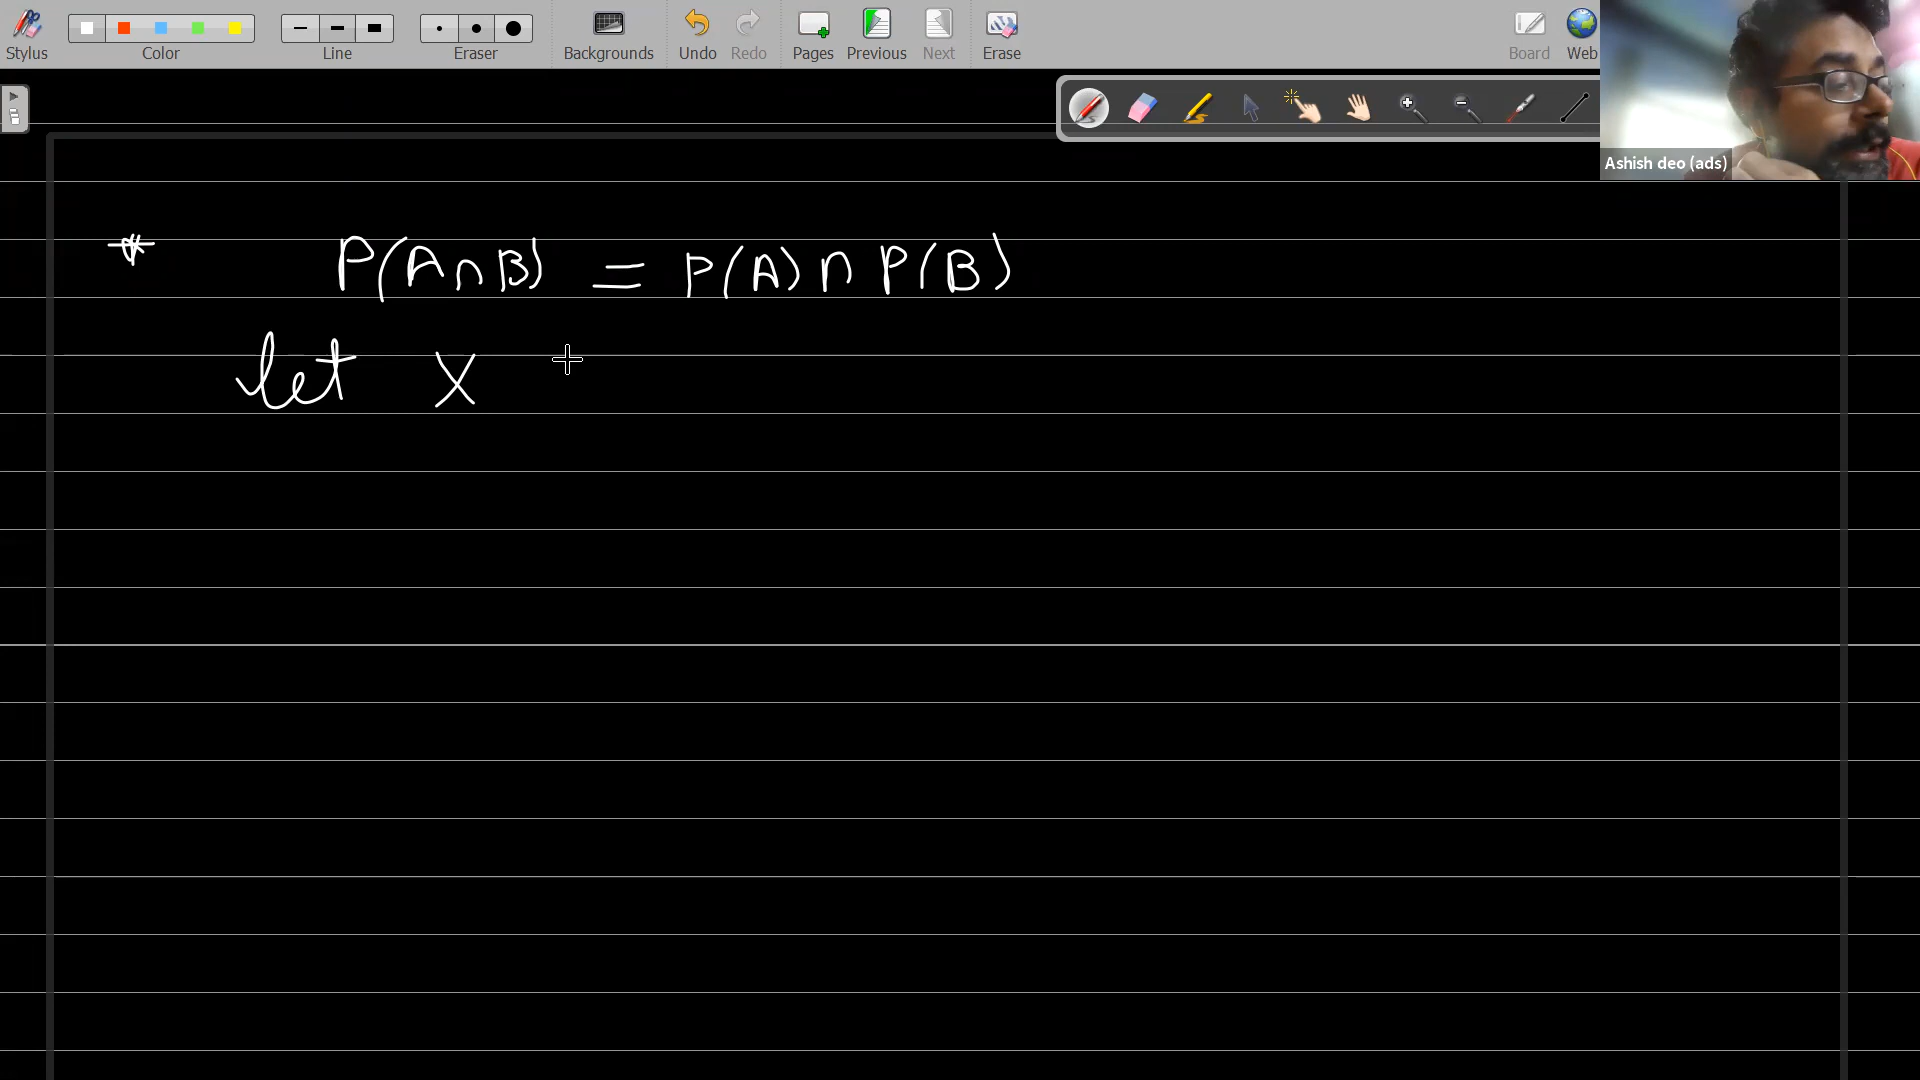 Stylus Color Line Eraser Backgrounds Undo Redo Pages Previous Next Erase Board Web
Ashish deo (ads)
* P(A∩B) = P(A)∩P(B)
let X